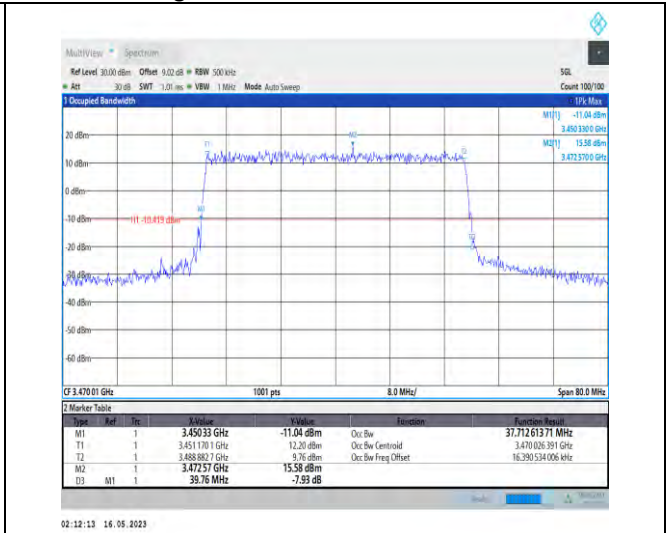 MultiView Spectrum
Ref Level 30.00 dBm Offset 9.02 dB RBW 500 kHz SGL
Att 30 dB SWT 1.01 ms VBW 1 MHz Mode Auto Sweep Count 100/100
1 Occupied Bandwidth 1Pk Max
M1[1] -11.04 dBm
3.450 330 0 GHz
M2[1] 15.58 dBm
3.472 570 0 GHz
20 dBm
T1 M2 T2
10 dBm
0 dBm
M1
-10 dBm H1 -10.419 dBm
D3
-20 dBm
-30 dBm
-40 dBm
-50 dBm
-60 dBm
CF 3.470 01 GHz 1001 pts 8.0 MHz/ Span 80.0 MHz
2 Marker Table
Type Ref Trc X-Value Y-Value Function Function Result
M1 1 3.450 33 GHz -11.04 dBm Occ Bw 37.712 613 71 MHz
T1 1 3.451 170 1 GHz 12.20 dBm Occ Bw Centroid 3.470 026 391 GHz
T2 1 3.488 882 7 GHz 9.76 dBm Occ Bw Freq Offset 16.390 534 006 kHz
M2 1 3.472 57 GHz 15.58 dBm
D3 M1 1 39.76 MHz -7.93 dB
02:12:13 16.05.2023